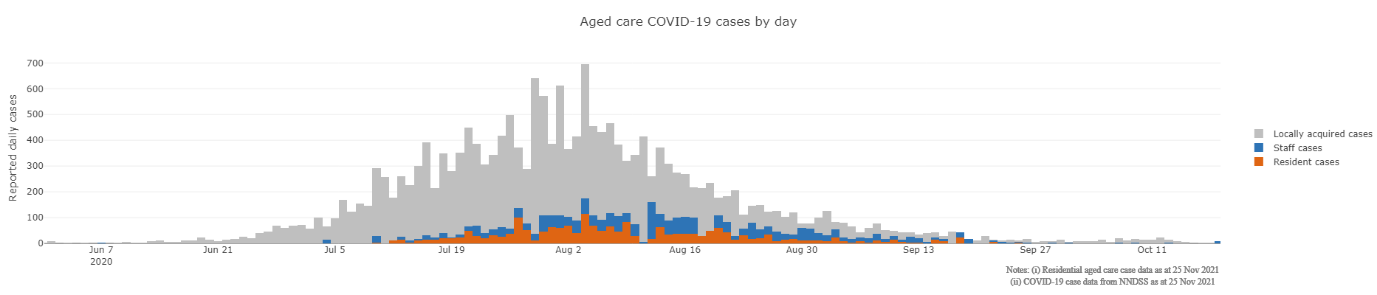 Aged care COVID-19 cases by day
Reported daily cases
700
600
500
400
300
200
100
0
Jun 7
2020
Jun 21
Jul 5
Jul 19
Aug 2
Aug 16
Aug 30
Sep 13
Sep 27
Oct 11
Locally acquired cases
Staff cases
Resident cases
Notes: (i) Residential aged care case data as at 25 Nov 2021
(ii) COVID-19 case data from NNDSS as at 25 Nov 2021